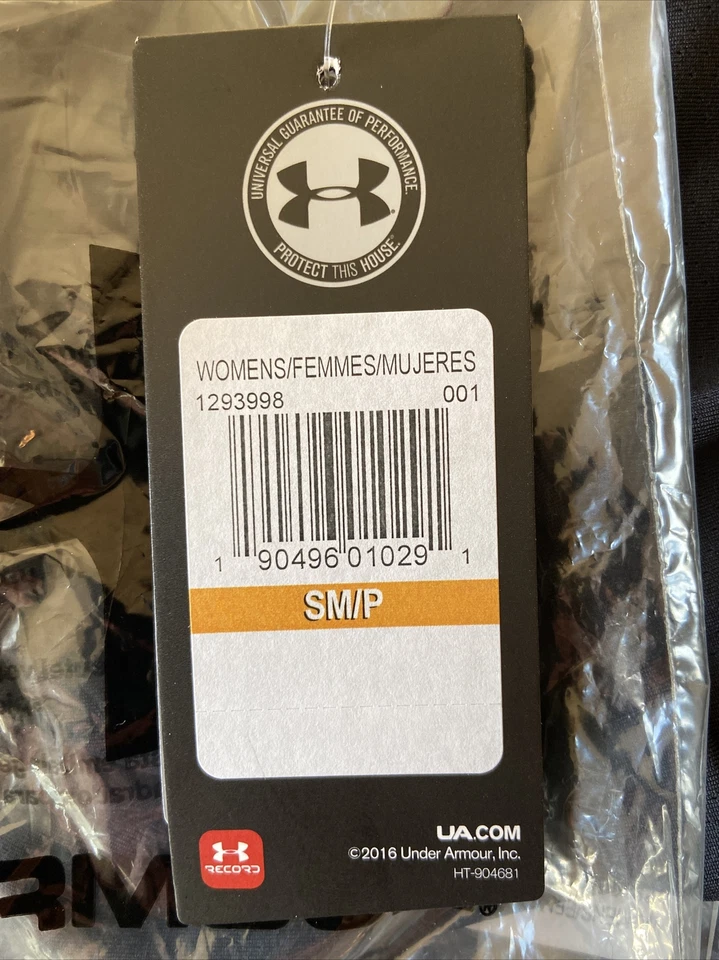 UNIVERSAL GUARANTEE OF PERFORMANCE.
PROTECT THIS HOUSE.®
WOMENS/FEMMES/MUJERES
1293998 001
1 90496 01029 1
SM/P
RECORD
UA.COM
©2016 Under Armour, Inc.
HT-904681